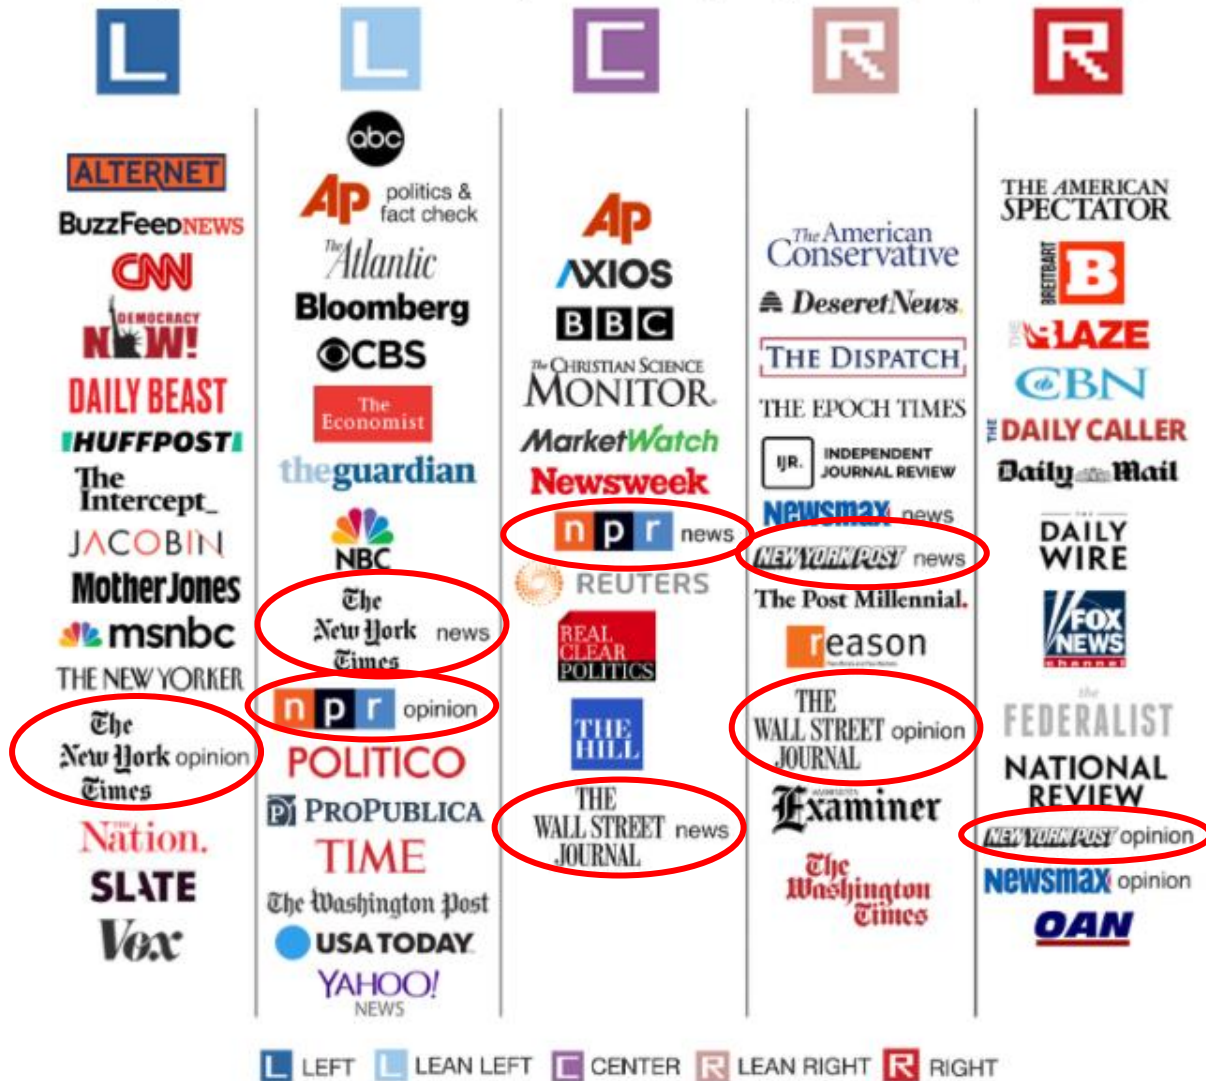 L
L
C
R
R
ALTERNET
BuzzFeedNEWS
CNN
DEMOCRACY
NOW!
DAILY BEAST
HUFFPOST
The
Intercept_
JACOBIN
Mother Jones
msnbc
THE NEW YORKER
The
New York opinion
Times
THE
Nation.
SLATE
Vox
abc
AP politics &
fact check
The Atlantic
Bloomberg
CBS
The
Economist
theguardian
NBC
The
New York news
Times
npr opinion
POLITICO
P PROPUBLICA
TIME
The Washington Post
USA TODAY
YAHOO!
NEWS
AP
AXIOS
BBC
The CHRISTIAN SCIENCE
MONITOR
MarketWatch
Newsweek
npr news
REUTERS
REAL
CLEAR
POLITICS
THE
HILL
THE
WALL STREET news
JOURNAL
The American
Conservative
Deseret News.
THE DISPATCH
THE EPOCH TIMES
IJR. INDEPENDENT
JOURNAL REVIEW
Newsmax news
NEW YORK POST news
The Post Millennial.
reason
THE
WALL STREET opinion
JOURNAL
WASHINGTON
Examiner
The
Washington
Times
THE AMERICAN
SPECTATOR
BREITBART B
THE BLAZE
CBN
THE DAILY CALLER
Daily Mail
THE
DAILY
WIRE
FOX
NEWS
channel
the
FEDERALIST
NATIONAL
REVIEW
NEW YORK POST opinion
Newsmax opinion
OAN
L LEFT L LEAN LEFT C CENTER R LEAN RIGHT R RIGHT